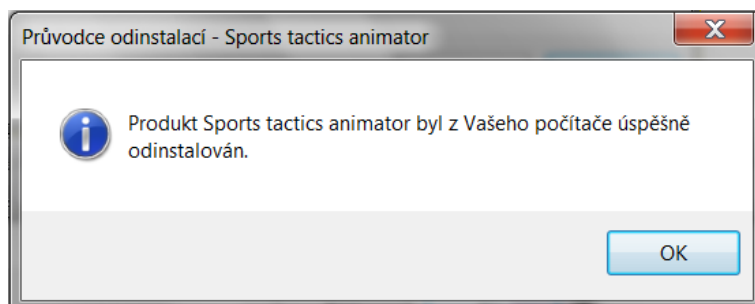 Průvodce odinstalací - Sports tactics animator
Produkt Sports tactics animator byl z Vašeho počítače úspěšně
odinstalován.
OK